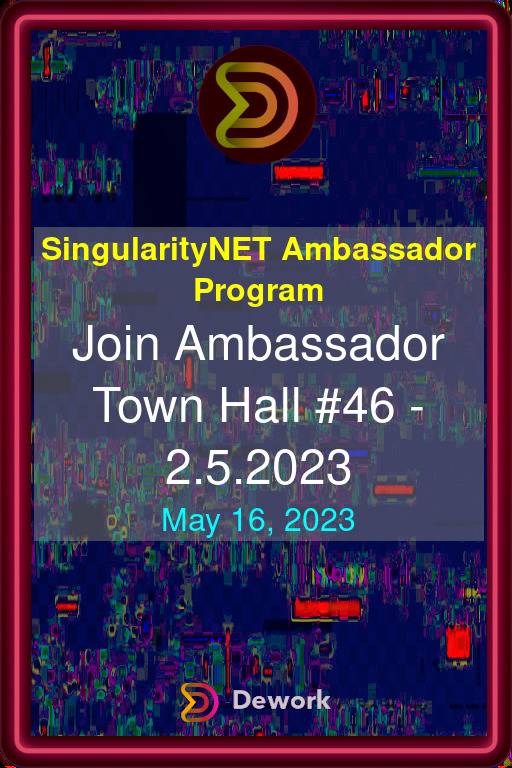 SingularityNET Ambassador
Program
Join Ambassador
Town Hall #46 -
2.5.2023
May 16, 2023
Dework